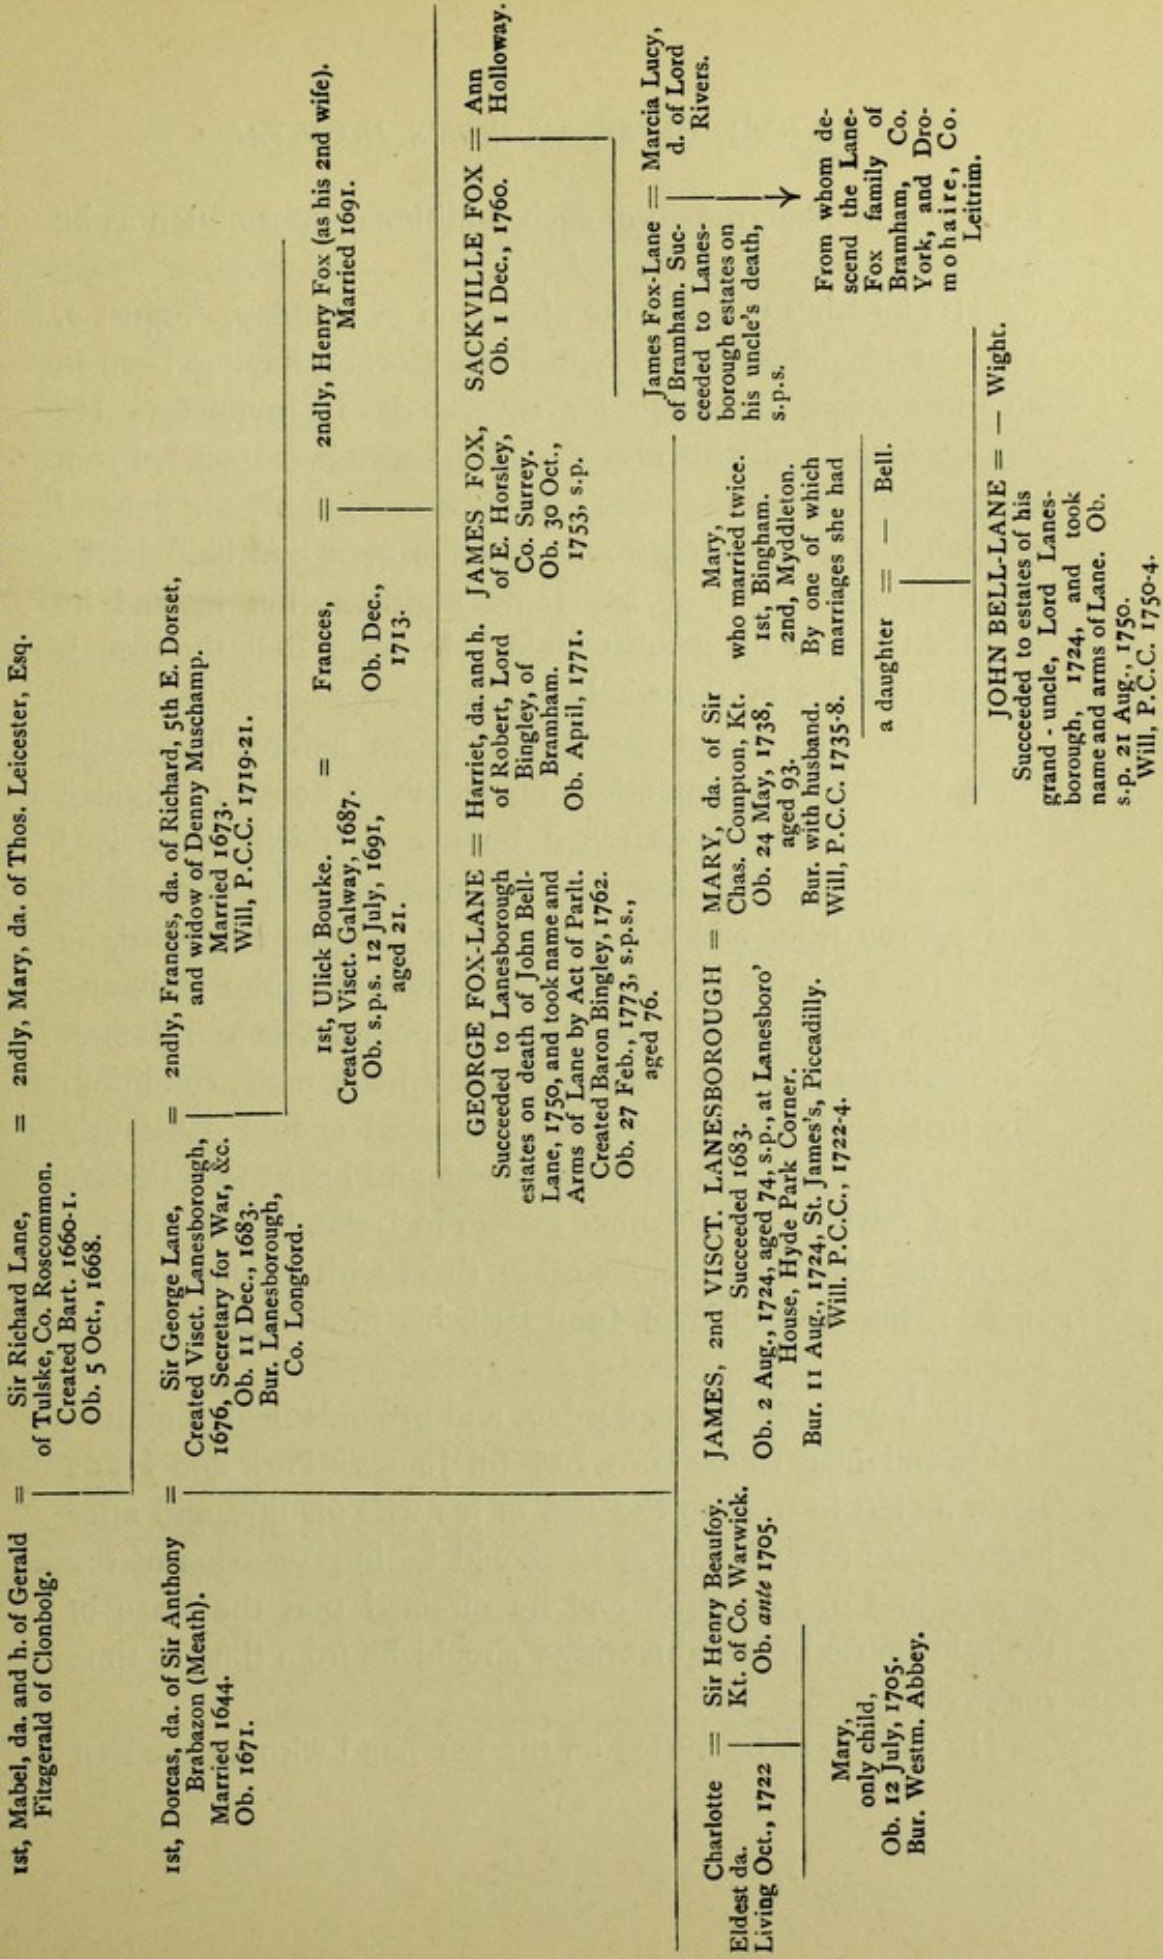 1st, Mabel, da. and h. of Gerald
Fitzgerald of Clonbolg.
=
Sir Richard Lane,
of Tulske, Co. Roscommon.
Created Bart. 1660-1.
Ob. 5 Oct., 1668.
=
2ndly, Mary, da. of Thos. Leicester, Esq.
1st, Dorcas, da. of Sir Anthony
Brabazon (Meath).
Married 1644.
Ob. 1671.
=
Sir George Lane,
Created Visct. Lanesborough,
1676, Secretary for War, &c.
Ob. 11 Dec., 1683.
Bur. Lanesborough,
Co. Longford.
=
2ndly, Frances, da. of Richard, 5th E. Dorset,
and widow of Denny Muschamp.
Married 1673.
Will, P.C.C. 1719-21.
1st, Ulick Bourke.
Created Visct. Galway, 1687.
Ob. s.p.s. 12 July, 1691,
aged 21.
=
Frances,
Ob. Dec.,
1713.
=
2ndly, Henry Fox (as his 2nd wife).
Married 1691.
GEORGE FOX-LANE
Succeeded to Lanesborough
estates on death of John Bell-
Lane, 1750, and took name and
Arms of Lane by Act of Parlt.
Created Baron Bingley, 1762.
Ob. 27 Feb., 1773, s.p.s.,
aged 76.
=
Harriet, da. and h.
of Robert, Lord
Bingley, of
Bramham.
Ob. April, 1771.
JAMES FOX,
of E. Horsley,
Co. Surrey.
Ob. 30 Oct.,
1753, s.p.
SACKVILLE FOX
Ob. 1 Dec., 1760.
=
Ann
Holloway.
James Fox-Lane
of Bramham. Suc-
ceeded to Lanes-
borough estates on
his uncle's death,
s.p.s.
=
Marcia Lucy,
d. of Lord
Rivers.
From whom de-
scend the Lane-
Fox family of
Bramham, Co.
York, and Dro-
mohaire, Co.
Leitrim.
Charlotte
Eldest da.
Living Oct., 1722
=
Sir Henry Beaufoy.
Kt. of Co. Warwick.
Ob. ante 1705.
JAMES, 2nd VISCT. LANESBOROUGH
Succeeded 1683.
Ob. 2 Aug., 1724, aged 74, s.p., at Lanesboro'
House, Hyde Park Corner.
Bur. 11 Aug., 1724, St. James's, Piccadilly.
Will. P.C.C., 1722-4.
=
MARY, da. of Sir
Chas. Compton, Kt.
Ob. 24 May, 1738,
aged 93.
Bur. with husband.
Will, P.C.C. 1735-8.
Mary,
who married twice.
1st, Bingham.
2nd, Myddleton.
By one of which
marriages she had
Mary,
only child,
Ob. 12 July, 1705.
Bur. Westm. Abbey.
a daughter = — Bell.
JOHN BELL-LANE = — Wight.
Succeeded to estates of his
grand-uncle, Lord Lanes-
borough, 1724, and took
name and arms of Lane. Ob.
s.p. 21 Aug., 1750.
Will, P.C.C. 1750-4.